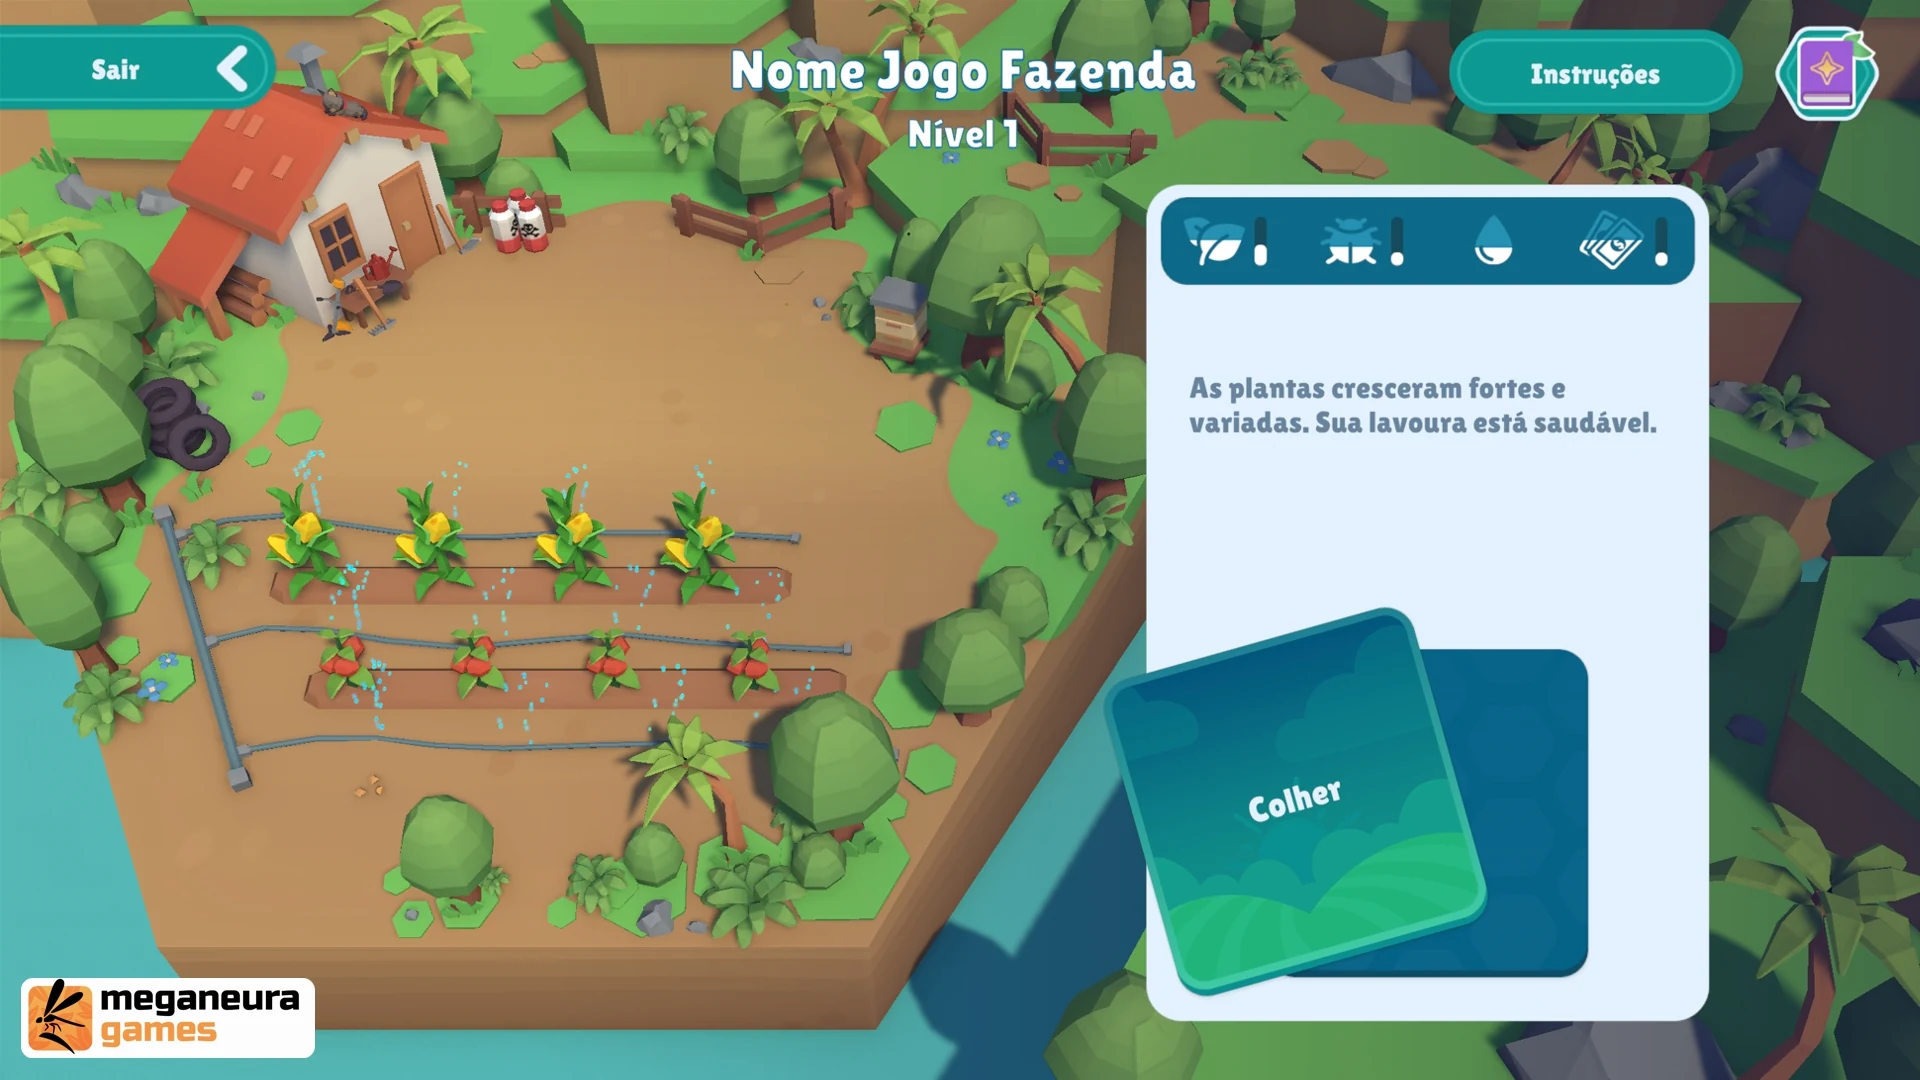 Sair
Nome Jogo Fazenda
Nível 1
Instruções
As plantas cresceram fortes e
variadas. Sua lavoura está saudável.
Colher
meganeura
games